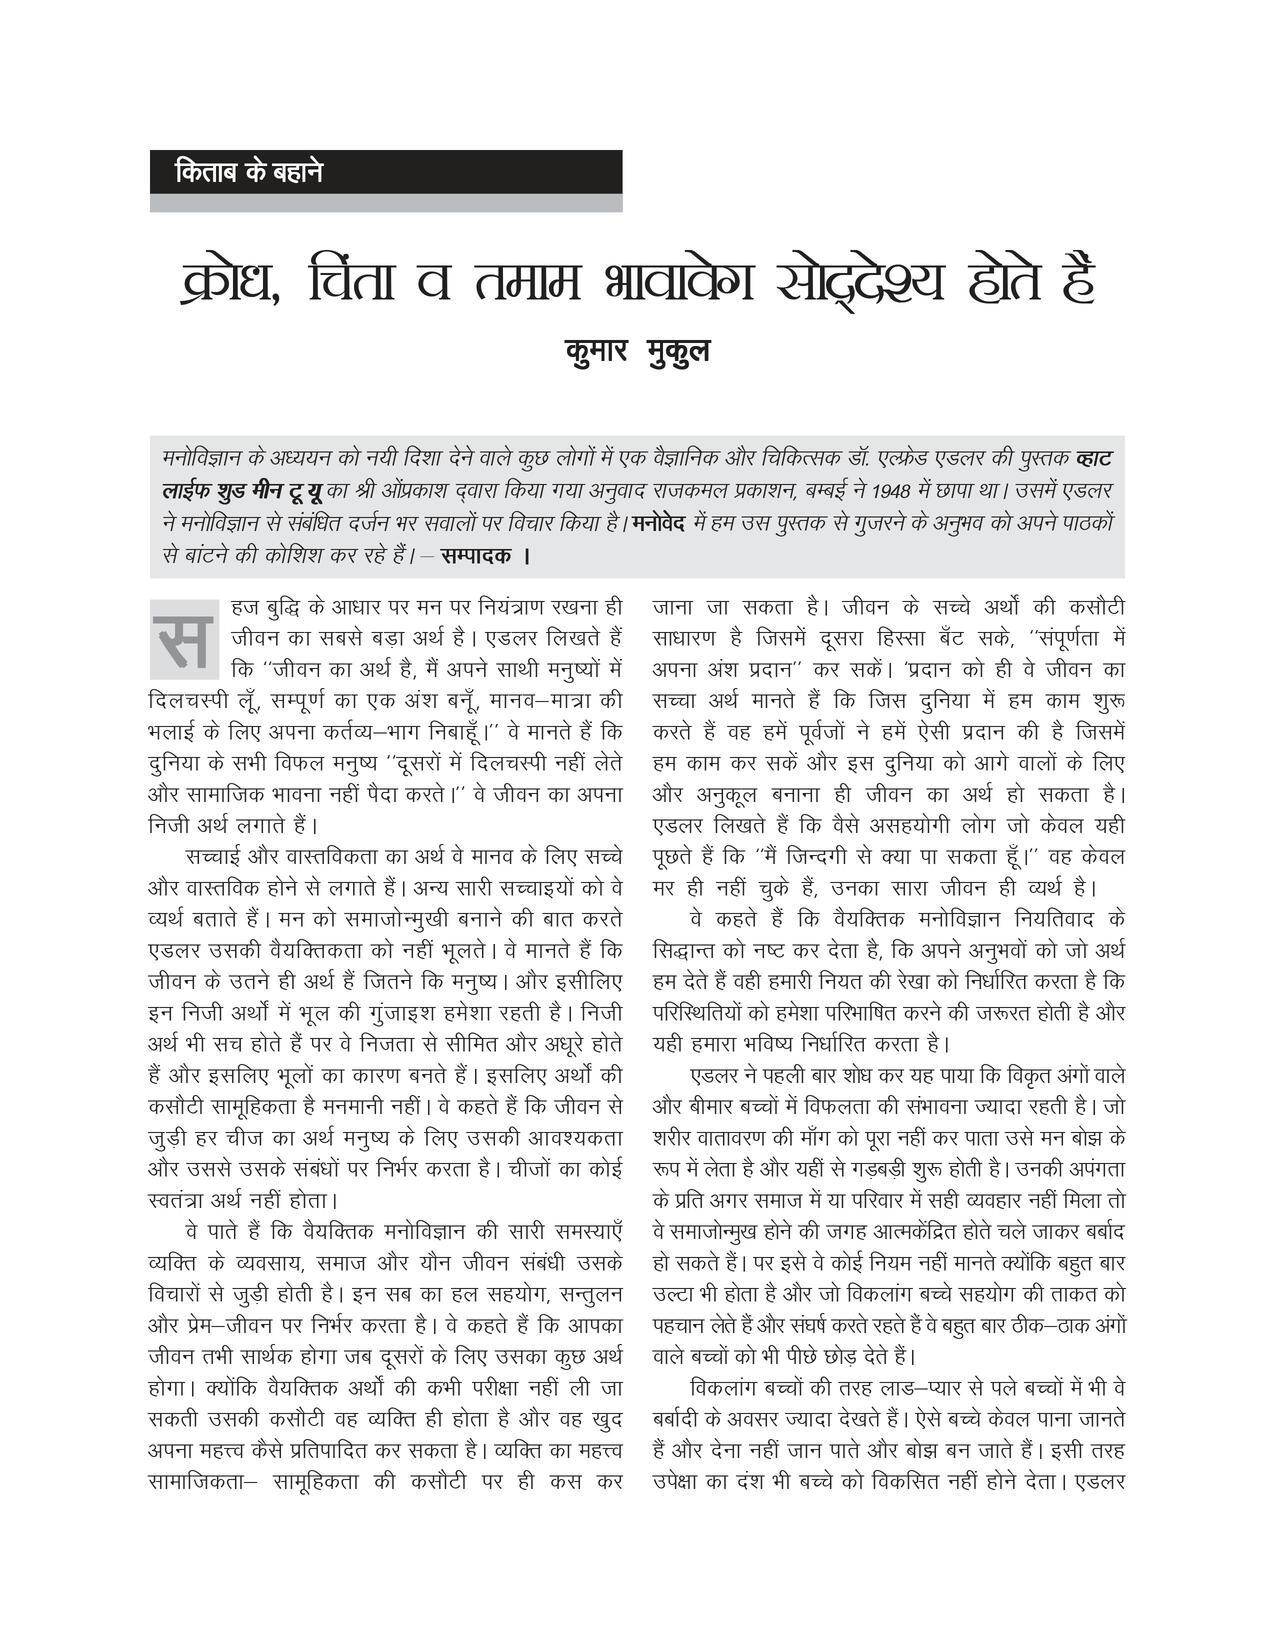 किताब के बहाने
क्रोध, चिंता व तमाम भावावेग सोद्देश्य होते हैं
कुमार मुकुल
मनोविज्ञान के अध्ययन को नयी दिशा देने वाले कुछ लोगों में एक वैज्ञानिक और चिकित्सक डॉ. एल्फ्रेड एडलर की पुस्तक व्हाट
लाईफ शुड मीन टू यू का श्री ओंप्रकाश द्वारा किया गया अनुवाद राजकमल प्रकाशन, बम्बई ने 1948 में छापा था। उसमें एडलर
ने मनोविज्ञान से संबंधित दर्जन भर सवालों पर विचार किया है। मनोवेद में हम उस पुस्तक से गुजरने के अनुभव को अपने पाठकों
से बांटने की कोशिश कर रहे हैं। – सम्पादक ।
सहज बुद्धि के आधार पर मन पर नियंत्राण रखना ही
जीवन का सबसे बड़ा अर्थ है। एडलर लिखते हैं
कि ''जीवन का अर्थ है, मैं अपने साथी मनुष्यों में
दिलचस्पी लूँ, सम्पूर्ण का एक अंश बनूँ, मानव–मात्रा की
भलाई के लिए अपना कर्तव्य–भाग निबाहूँ।'' वे मानते हैं कि
दुनिया के सभी विफल मनुष्य ''दूसरों में दिलचस्पी नहीं लेते
और सामाजिक भावना नहीं पैदा करते।'' वे जीवन का अपना
निजी अर्थ लगाते हैं।
सच्चाई और वास्तविकता का अर्थ वे मानव के लिए सच्चे
और वास्तविक होने से लगाते हैं। अन्य सारी सच्चाइयों को वे
व्यर्थ बताते हैं। मन को समाजोन्मुखी बनाने की बात करते
एडलर उसकी वैयक्तिकता को नहीं भूलते। वे मानते हैं कि
जीवन के उतने ही अर्थ हैं जितने कि मनुष्य। और इसीलिए
इन निजी अर्थों में भूल की गुंजाइश हमेशा रहती है। निजी
अर्थ भी सच होते हैं पर वे निजता से सीमित और अधूरे होते
हैं और इसलिए भूलों का कारण बनते हैं। इसलिए अर्थों की
कसौटी सामूहिकता है मनमानी नहीं। वे कहते हैं कि जीवन से
जुड़ी हर चीज का अर्थ मनुष्य के लिए उसकी आवश्यकता
और उससे उसके संबंधों पर निर्भर करता है। चीजों का कोई
स्वतंत्रा अर्थ नहीं होता।
वे पाते हैं कि वैयक्तिक मनोविज्ञान की सारी समस्याएँ
व्यक्ति के व्यवसाय, समाज और यौन जीवन संबंधी उसके
विचारों से जुड़ी होती है। इन सब का हल सहयोग, सन्तुलन
और प्रेम–जीवन पर निर्भर करता है। वे कहते हैं कि आपका
जीवन तभी सार्थक होगा जब दूसरों के लिए उसका कुछ अर्थ
होगा। क्योंकि वैयक्तिक अर्थों की कभी परीक्षा नहीं ली जा
सकती उसकी कसौटी वह व्यक्ति ही होता है और वह खुद
अपना महत्त्व कैसे प्रतिपादित कर सकता है। व्यक्ति का महत्त्व
सामाजिकता– सामूहिकता की कसौटी पर ही कस कर
जाना जा सकता है। जीवन के सच्चे अर्थों की कसौटी
साधारण है जिसमें दूसरा हिस्सा बँट सके, ''संपूर्णता में
अपना अंश प्रदान'' कर सकें। 'प्रदान को ही वे जीवन का
सच्चा अर्थ मानते हैं कि जिस दुनिया में हम काम शुरू
करते हैं वह हमें पूर्वजों ने हमें ऐसी प्रदान की है जिसमें
हम काम कर सकें और इस दुनिया को आगे वालों के लिए
और अनुकूल बनाना ही जीवन का अर्थ हो सकता है।
एडलर लिखते हैं कि वैसे असहयोगी लोग जो केवल यही
पूछते हैं कि ''मैं जिन्दगी से क्या पा सकता हूँ।'' वह केवल
मर ही नहीं चुके हैं, उनका सारा जीवन ही व्यर्थ है।
वे कहते हैं कि वैयक्तिक मनोविज्ञान नियतिवाद के
सिद्धान्त को नष्ट कर देता है, कि अपने अनुभवों को जो अर्थ
हम देते हैं वही हमारी नियत की रेखा को निर्धारित करता है कि
परिस्थितियों को हमेशा परिभाषित करने की जरूरत होती है और
यही हमारा भविष्य निर्धारित करता है।
एडलर ने पहली बार शोध कर यह पाया कि विकृत अंगों वाले
और बीमार बच्चों में विफलता की संभावना ज्यादा रहती है। जो
शरीर वातावरण की माँग को पूरा नहीं कर पाता उसे मन बोझ के
रूप में लेता है और यहीं से गड़बड़ी शुरू होती है। उनकी अपंगता
के प्रति अगर समाज में या परिवार में सही व्यवहार नहीं मिला तो
वे समाजोन्मुख होने की जगह आत्मकेंद्रित होते चले जाकर बर्बाद
हो सकते हैं। पर इसे वे कोई नियम नहीं मानते क्योंकि बहुत बार
उल्टा भी होता है और जो विकलांग बच्चे सहयोग की ताकत को
पहचान लेते हैं और संघर्ष करते रहते हैं वे बहुत बार ठीक–ठाक अंगों
वाले बच्चों को भी पीछे छोड़ देते हैं।
विकलांग बच्चों की तरह लाड–प्यार से पले बच्चों में भी वे
बर्बादी के अवसर ज्यादा देखते हैं। ऐसे बच्चे केवल पाना जानते
हैं और देना नहीं जान पाते और बोझ बन जाते हैं। इसी तरह
उपेक्षा का दंश भी बच्चे को विकसित नहीं होने देता। एडलर